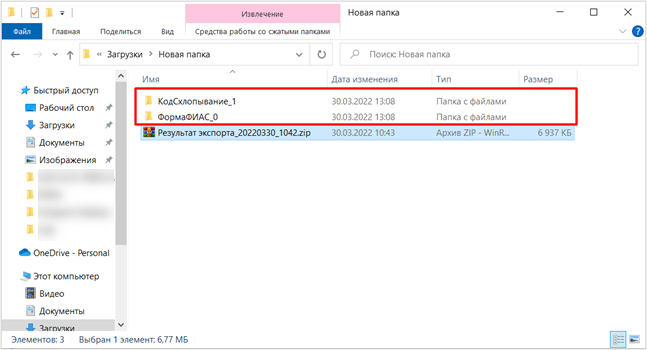 Извлечение
Новая папка
Файл Главная Поделиться Вид Средства работы со сжатыми папками
« Загрузки > Новая папка
Поиск: Новая папка
Имя Дата изменения Тип Размер
Быстрый доступ
Рабочий стол
Загрузки
Документы
Изображения
OneDrive - Personal
Этот компьютер
Видео
Документы
Загрузки
КодСхлопывание_1 30.03.2022 13:08 Папка с файлами
ФормаФИАС_0 30.03.2022 13:08 Папка с файлами
Результат экспорта_20220330_1042.zip 30.03.2022 10:43 Архив ZIP - WinR... 6 937 КБ
Элементов: 3 Выбран 1 элемент: 6,77 МБ